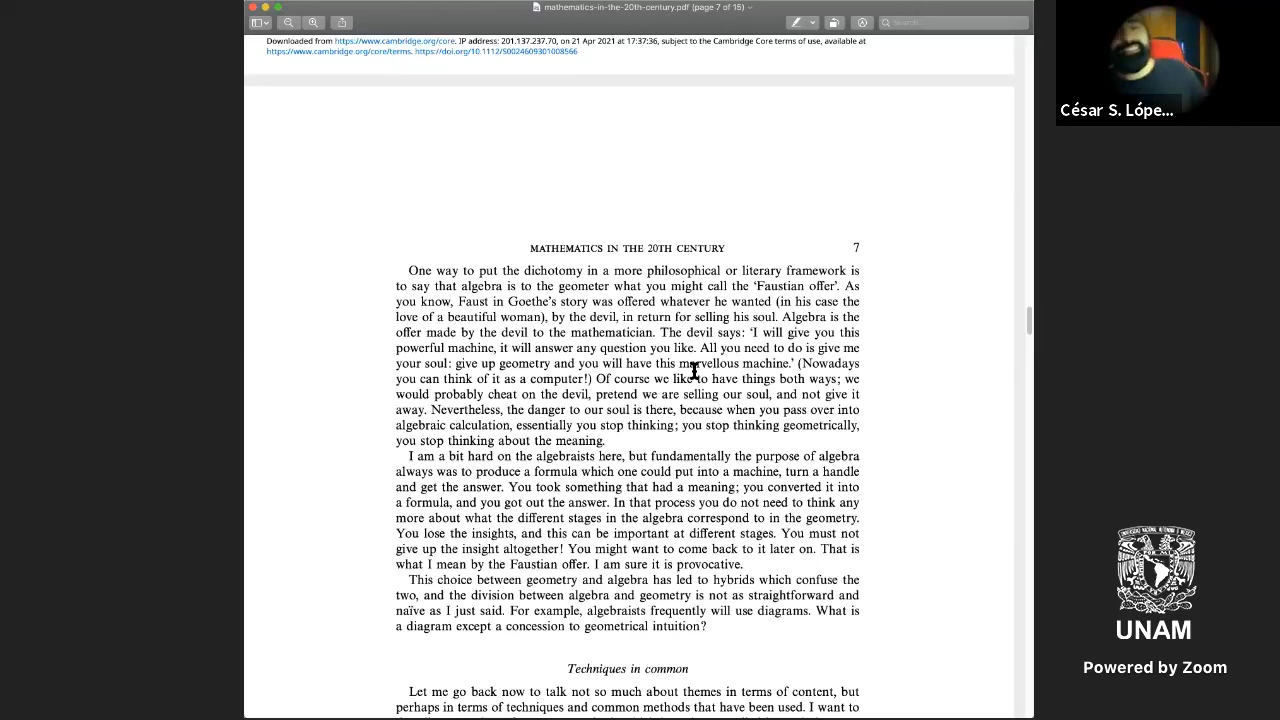 mathematics-in-the-20th-century.pdf (page 7 of 15)
Search...
Downloaded from https://www.cambridge.org/core. IP address: 201.137.237.70, on 21 Apr 2021 at 17:37:36, subject to the Cambridge Core terms of use, available at
https://www.cambridge.org/core/terms. https://doi.org/10.1112/S0024609301008566
César S. Lópe...
MATHEMATICS IN THE 20TH CENTURY 7
One way to put the dichotomy in a more philosophical or literary framework is
to say that algebra is to the geometer what you might call the ‘Faustian offer’. As
you know, Faust in Goethe’s story was offered whatever he wanted (in his case the
love of a beautiful woman), by the devil, in return for selling his soul. Algebra is the
offer made by the devil to the mathematician. The devil says: ‘I will give you this
powerful machine, it will answer any question you like. All you need to do is give me
your soul: give up geometry and you will have this marvellous machine.’ (Nowadays
you can think of it as a computer!) Of course we like to have things both ways; we
would probably cheat on the devil, pretend we are selling our soul, and not give it
away. Nevertheless, the danger to our soul is there, because when you pass over into
algebraic calculation, essentially you stop thinking; you stop thinking geometrically,
you stop thinking about the meaning.
I am a bit hard on the algebraists here, but fundamentally the purpose of algebra
always was to produce a formula which one could put into a machine, turn a handle
and get the answer. You took something that had a meaning; you converted it into
a formula, and you got out the answer. In that process you do not need to think any
more about what the different stages in the algebra correspond to in the geometry.
You lose the insights, and this can be important at different stages. You must not
give up the insight altogether! You might want to come back to it later on. That is
what I mean by the Faustian offer. I am sure it is provocative.
This choice between geometry and algebra has led to hybrids which confuse the
two, and the division between algebra and geometry is not as straightforward and
naïve as I just said. For example, algebraists frequently will use diagrams. What is
a diagram except a concession to geometrical intuition?
Techniques in common
Let me go back now to talk not so much about themes in terms of content, but
perhaps in terms of techniques and common methods that have been used. I want to
UNAM
Powered by Zoom